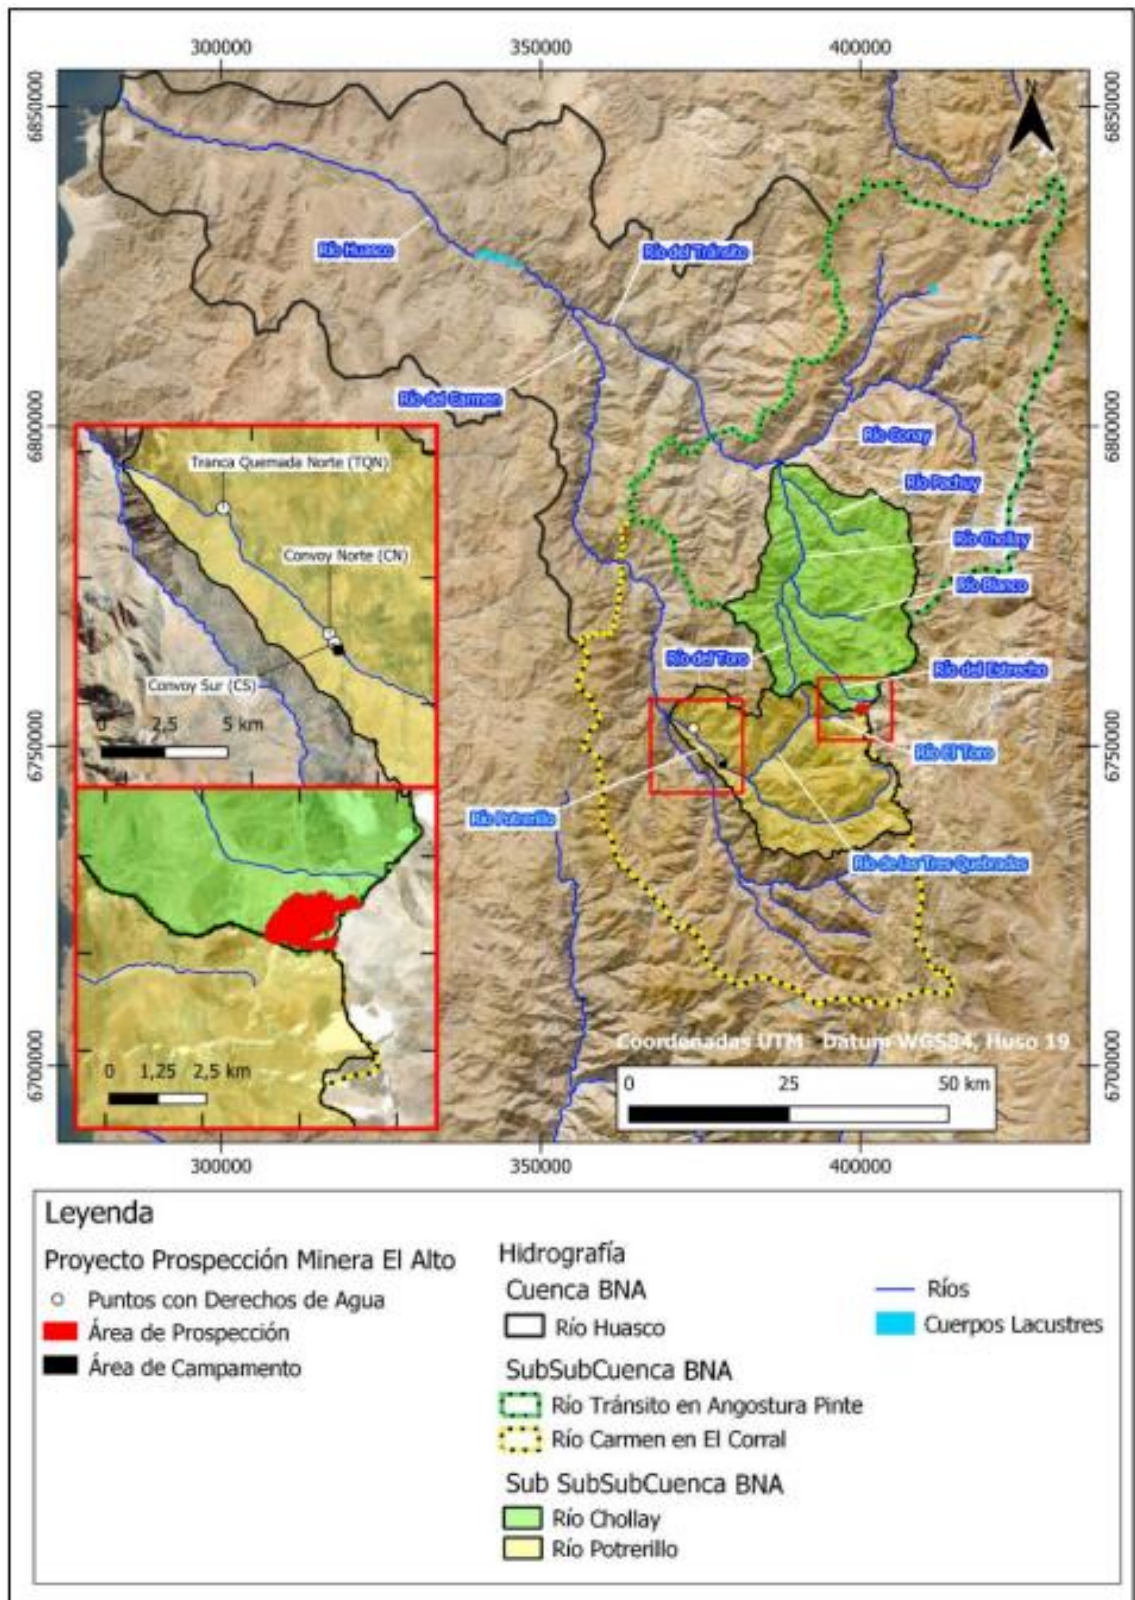 300000
350000
400000
6850000
6850000
Río Huasco
Río del Tránsito
Río del Carmen
6800000
6800000
Río Conay
Río Pachuy
Río Chollay
Río Blanco
Río del Toro
Río del Estrecho
Río El Toro
Río Potrerillo
Río de las Tres Quebradas
6750000
6750000
Tranca Quemada Norte (TQN)
Convoy Norte (CN)
Convoy Sur (CS)
0 2,5 5 km
0 1,25 2,5 km
6700000
6700000
Coordenadas UTM Datum WGS84, Huso 19
0 25 50 km
N
300000
350000
400000
Leyenda
Proyecto Prospección Minera El Alto
Puntos con Derechos de Agua
Área de Prospección
Área de Campamento
Hidrografía
Cuenca BNA
Río Huasco
SubSubCuenca BNA
Río Tránsito en Angostura Pinte
Río Carmen en El Corral
Sub SubSubCuenca BNA
Río Chollay
Río Potrerillo
Ríos
Cuerpos Lacustres